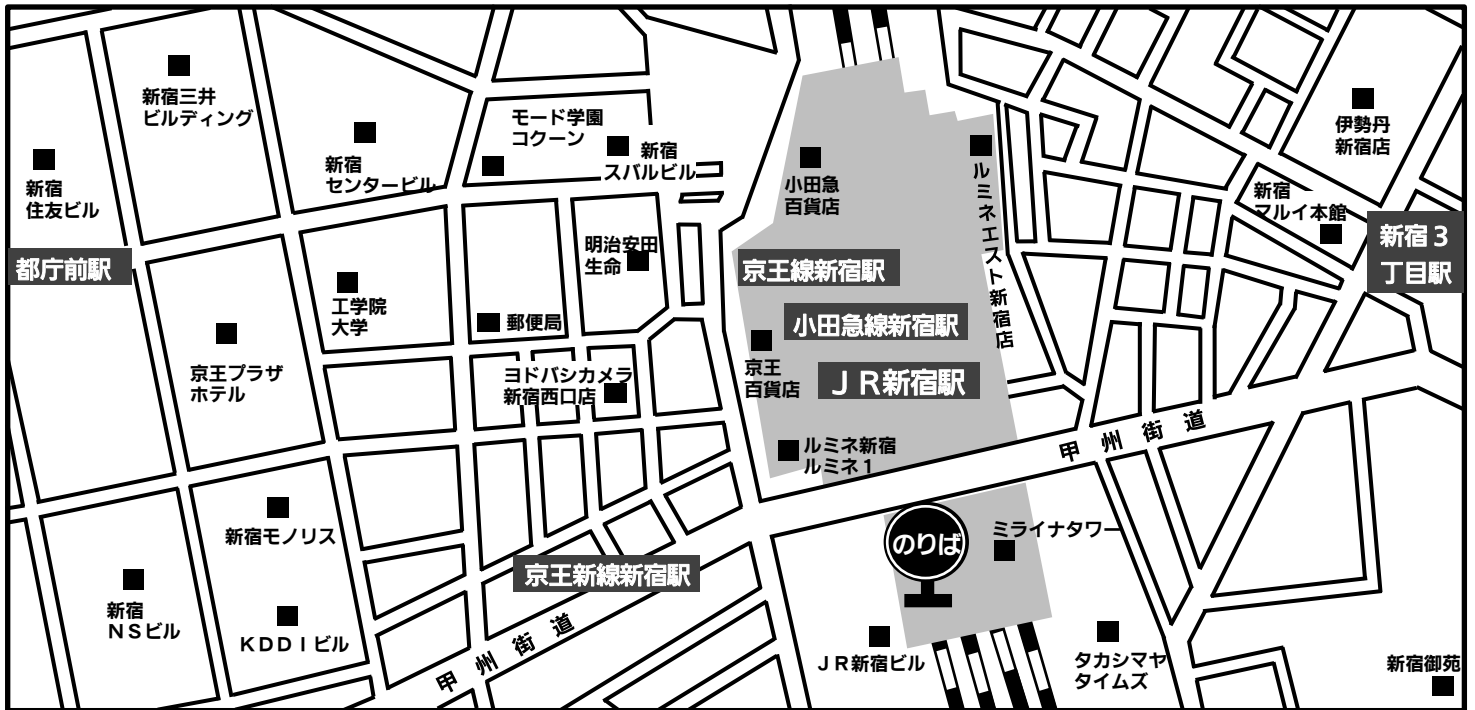 新宿三井
ビルディング
新宿
住友ビル
新宿
センタービル
モード学園
コクーン
新宿
スバルビル
小田急
百貨店
ルミネエスト新宿店
伊勢丹
新宿店
新宿
マルイ本館
新宿3
丁目駅
都庁前駅
明治安田
生命
京王線新宿駅
工学院
大学
郵便局
小田急線新宿駅
京王プラザ
ホテル
ヨドバシカメラ
新宿西口店
京王
百貨店
JR新宿駅
ルミネ新宿
ルミネ1
甲州街道
新宿モノリス
のりば
ミライナタワー
京王新線新宿駅
新宿
NSビル
KDDIビル
甲州街道
JR新宿ビル
タカシマヤ
タイムズ
新宿御苑